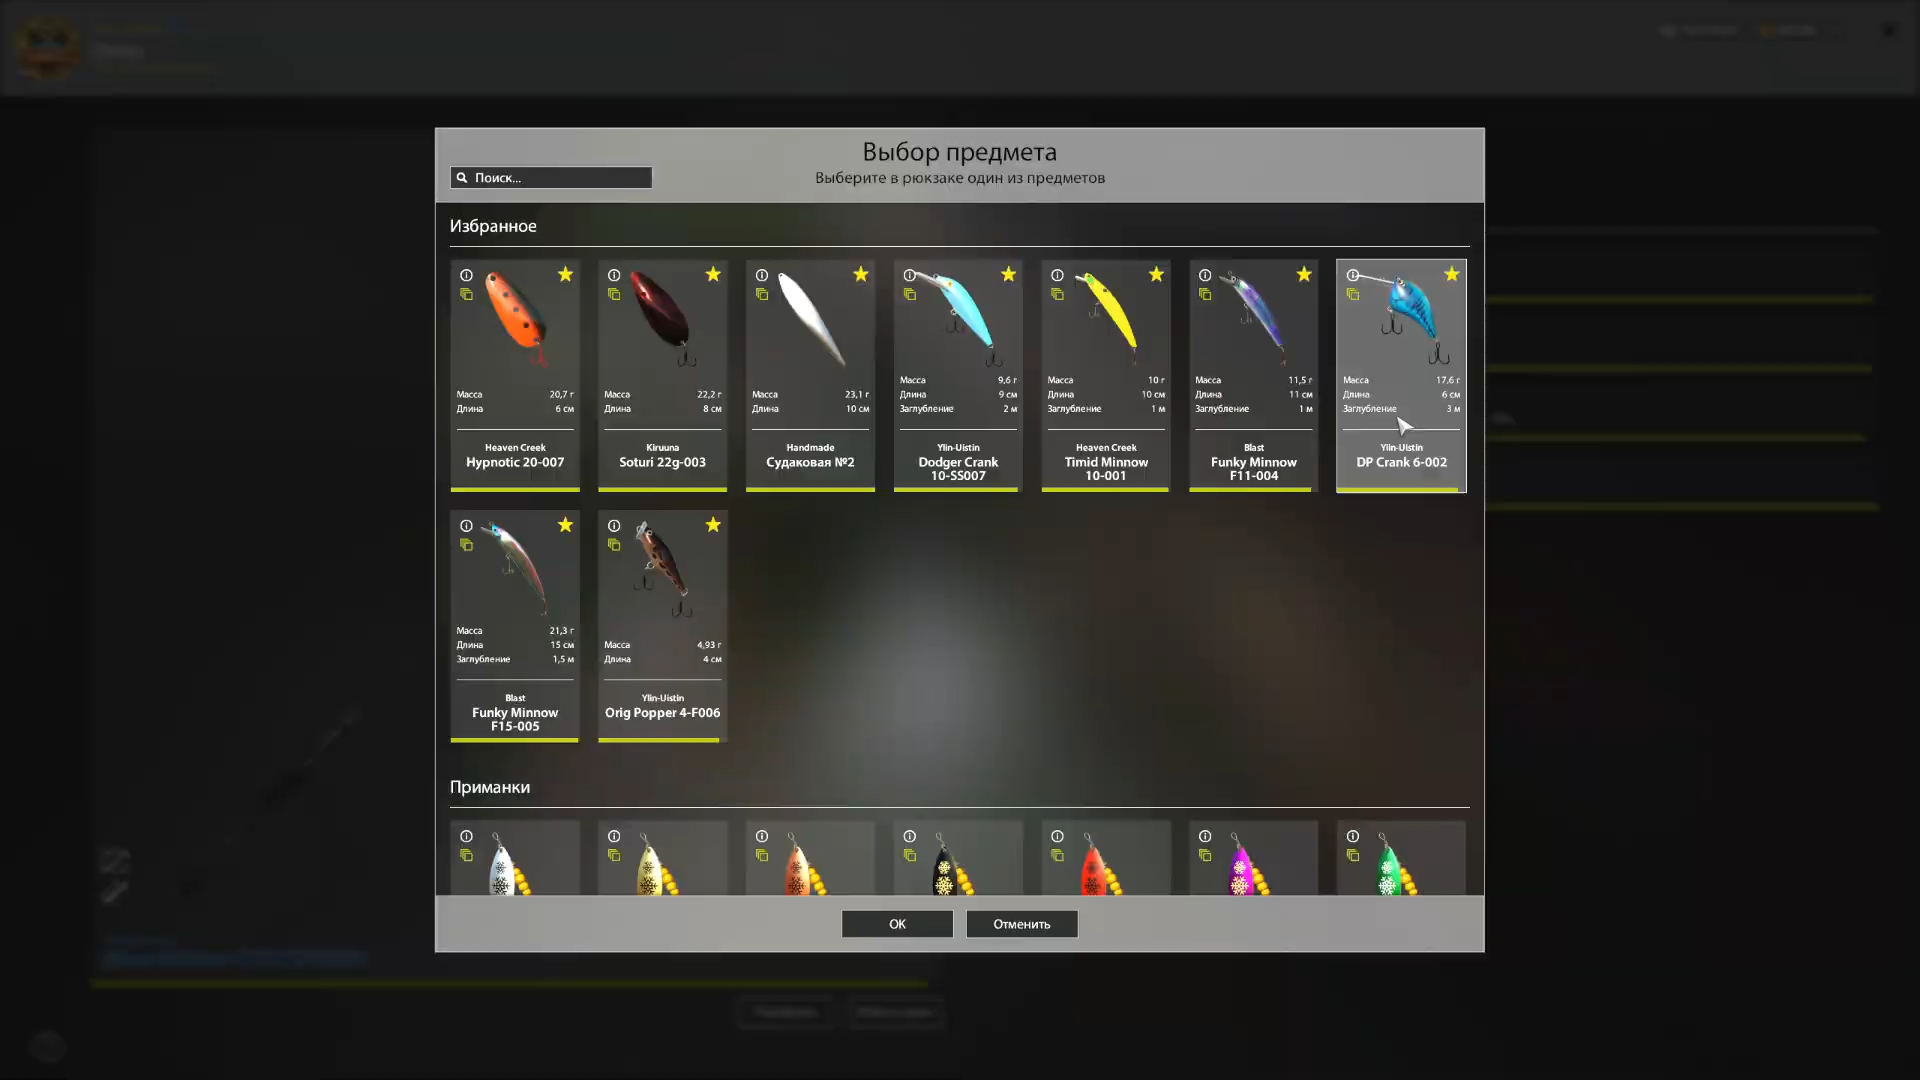 Выбор предмета
Поиск...
Выберите в рюкзаке один из предметов
Избранное
Масса 20,7 г
Длина 6 см
Heaven Creek
Hypnotic 20-007
Масса 22,2 г
Длина 8 см
Kiruuna
Soturi 22g-003
Масса 23,1 г
Длина 10 см
Handmade
Судаковая №2
Масса 9,6 г
Длина 9 см
Заглубление 2 м
Ylin-Uistin
Dodger Crank
10-SS007
Масса 10 г
Длина 10 см
Заглубление 1 м
Heaven Creek
Timid Minnow
10-001
Масса 11,5 г
Длина 11 см
Заглубление 1 м
Blast
Funky Minnow
F11-004
Масса 17,6 г
Длина 6 см
Заглубление 3 м
Ylin-Uistin
DP Crank 6-002
Масса 21,3 г
Длина 15 см
Заглубление 1,5 м
Blast
Funky Minnow
F15-005
Масса 4,93 г
Длина 4 см
Ylin-Uistin
Orig Popper 4-F006
Приманки
OK
Отменить